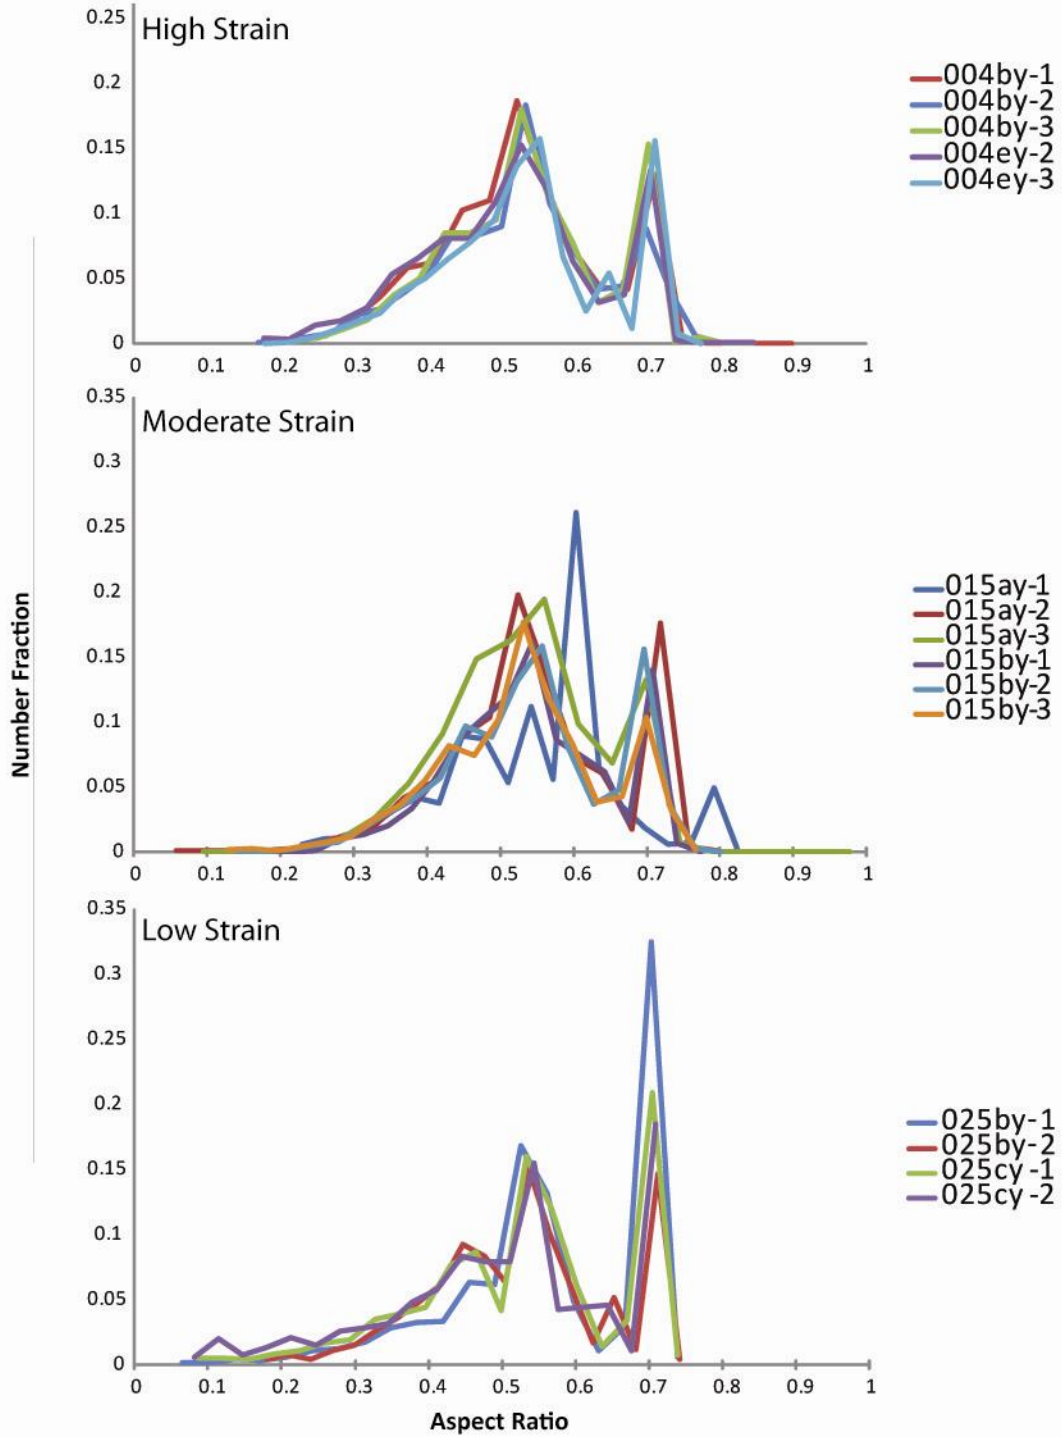 0.25
High Strain
0.2
0.15
0.1
0.05
0
0 0.1 0.2 0.3 0.4 0.5 0.6 0.7 0.8 0.9 1
004by-1
004by-2
004by-3
004ey-2
004ey-3
0.35
Moderate Strain
0.3
0.25
0.2
0.15
0.1
0.05
0
0 0.1 0.2 0.3 0.4 0.5 0.6 0.7 0.8 0.9 1
015ay-1
015ay-2
015ay-3
015by-1
015by-2
015by-3
Number Fraction
0.35
Low Strain
0.3
0.25
0.2
0.15
0.1
0.05
0
0 0.1 0.2 0.3 0.4 0.5 0.6 0.7 0.8 0.9 1
025by-1
025by-2
025cy-1
025cy-2
Aspect Ratio